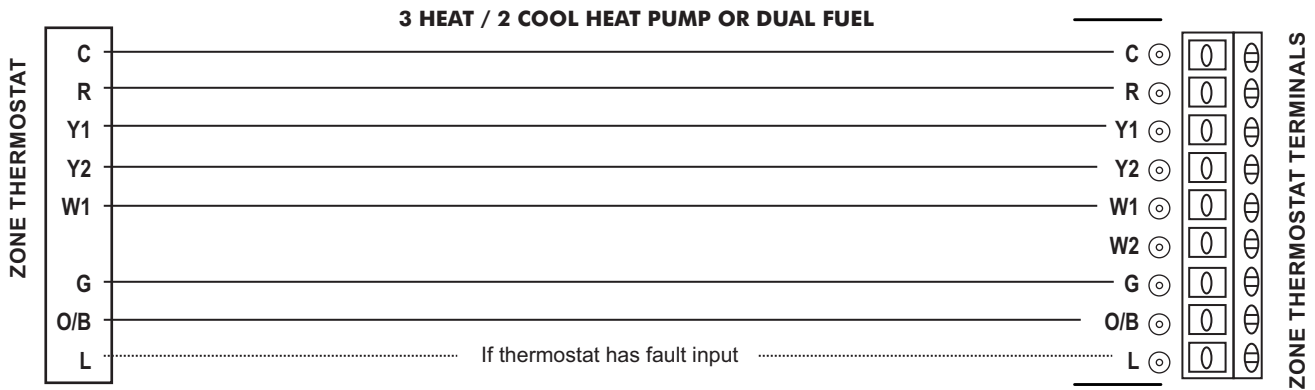 3 HEAT / 2 COOL HEAT PUMP OR DUAL FUEL
ZONE THERMOSTAT
C
R
Y1
Y2
W1
G
O/B
L
If thermostat has fault input
C
R
Y1
Y2
W1
W2
G
O/B
L
ZONE THERMOSTAT TERMINALS